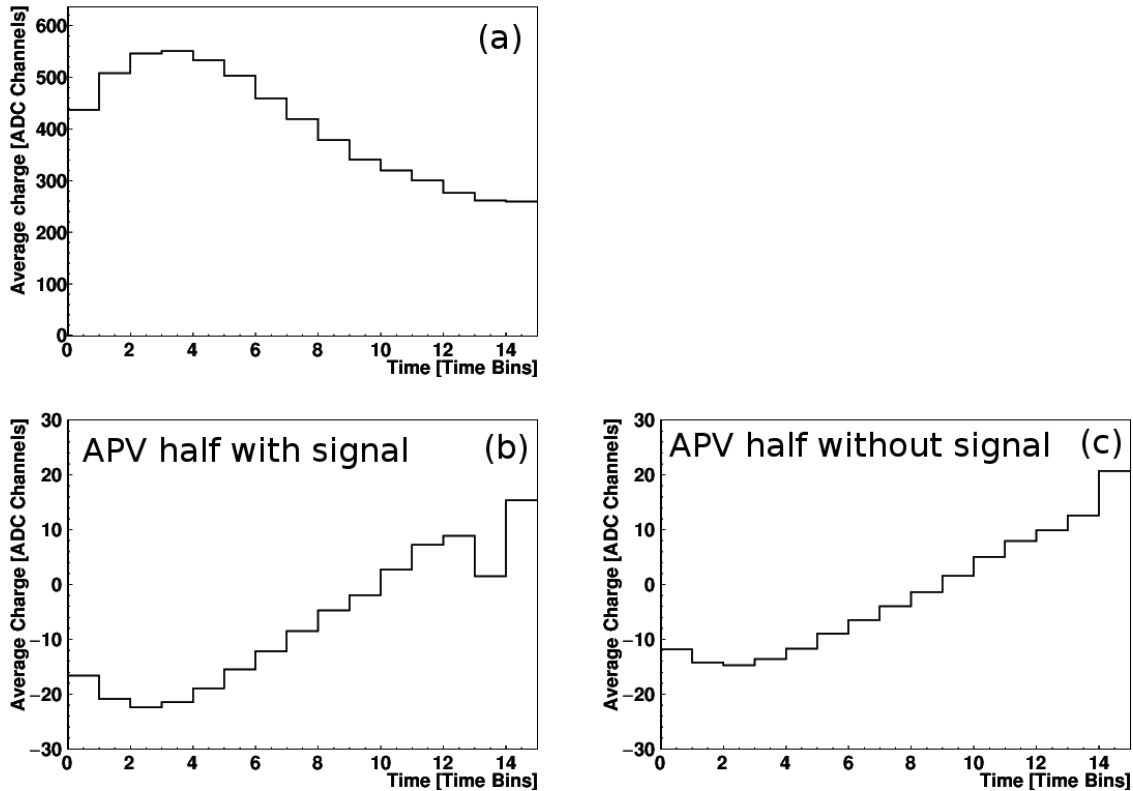 (a)
Average charge [ADC Channels]
600
500
400
300
200
100
0
0 2 4 6 8 10 12 14
Time [Time Bins]
APV half with signal (b)
Average Charge [ADC Channels]
30
20
10
0
−10
−20
−30
0 2 4 6 8 10 12 14
Time [Time Bins]
APV half without signal (c)
Average Charge [ADC Channels]
30
20
10
0
−10
−20
−30
0 2 4 6 8 10 12 14
Time [Time Bins]